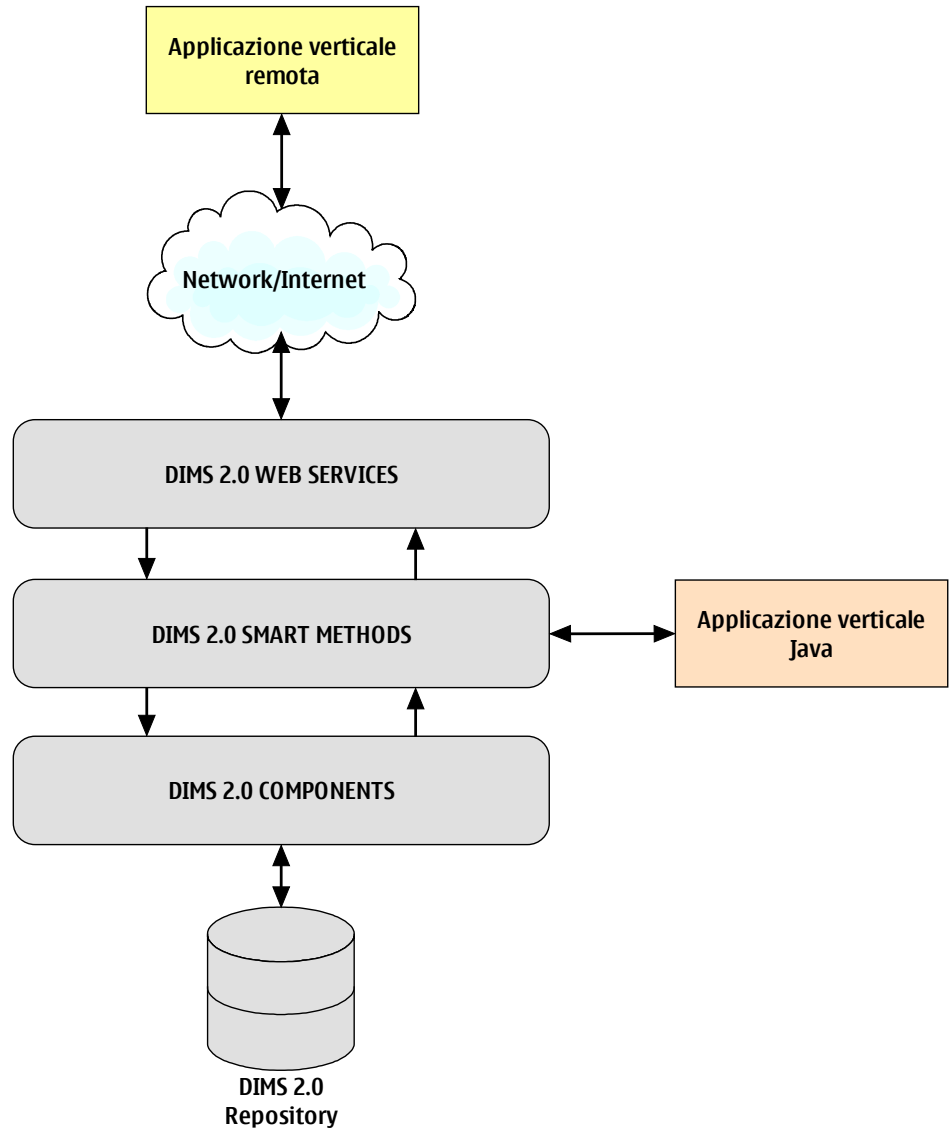 Applicazione verticale
remota
Network/Internet
DIMS 2.0 WEB SERVICES
DIMS 2.0 SMART METHODS
Applicazione verticale
Java
DIMS 2.0 COMPONENTS
DIMS 2.0
Repository